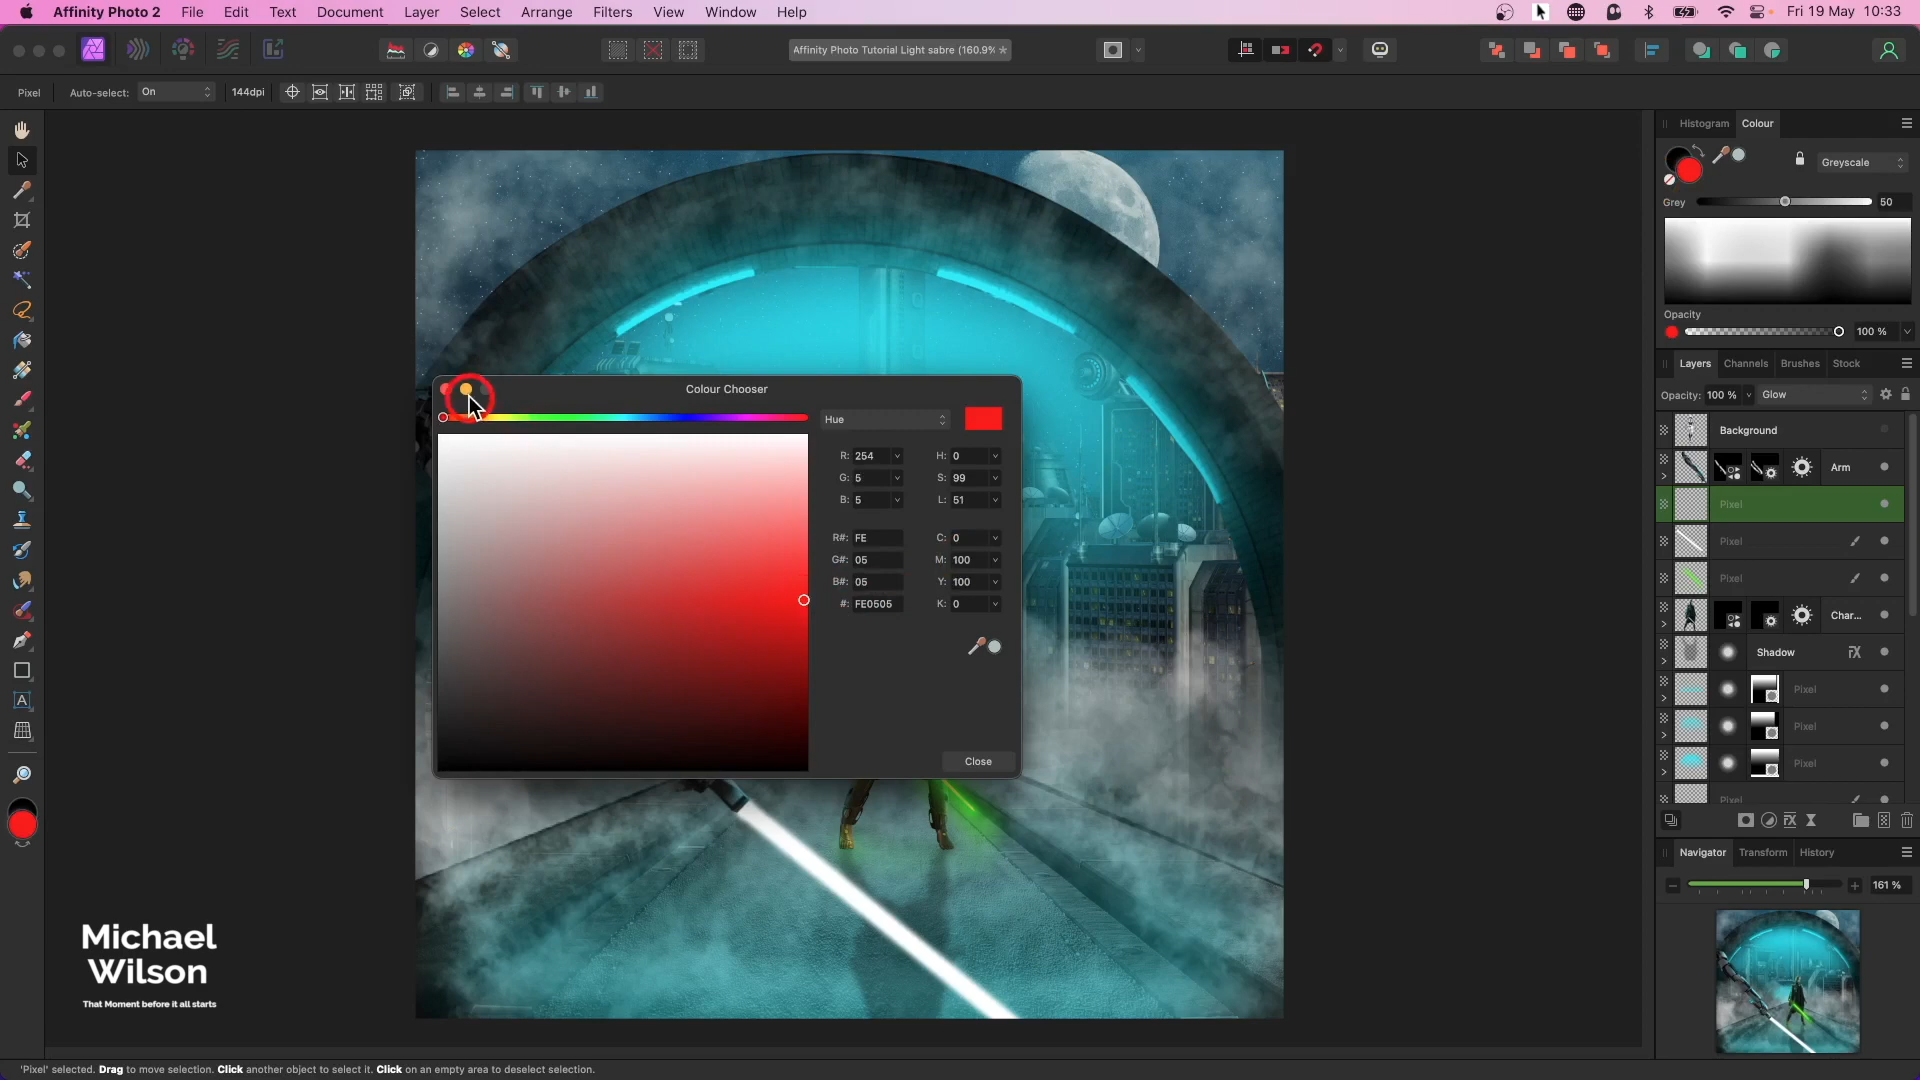 Affinity Photo 2 File Edit Text Document Layer Select Arrange Filters View Window Help Fri 19 May 10:33
Affinity Photo Tutorial Light sabre (160.9%
Pixel Auto-select: On 144dpi
Histogram Colour
Greyscale
Grey 50
Opacity
100 %
Layers Channels Brushes Stock
Opacity: 100 % Glow
Background
Arm
Pixel
Pixel
Pixel
Char...
Shadow
Pixel
Pixel
Pixel
Pixel
Navigator Transform History
161 %
Colour Chooser
Hue
R: 254 H: 0
G: 5 S: 99
B: 5 L: 51
R#: FE C: 0
G#: 05 M: 100
B#: 05 Y: 100
#: FE0505 K: 0
Close
Michael
Wilson
That Moment before it all starts
'Pixel' selected. Drag to move selection. Click another object to select it. Click on an empty area to deselect selection.